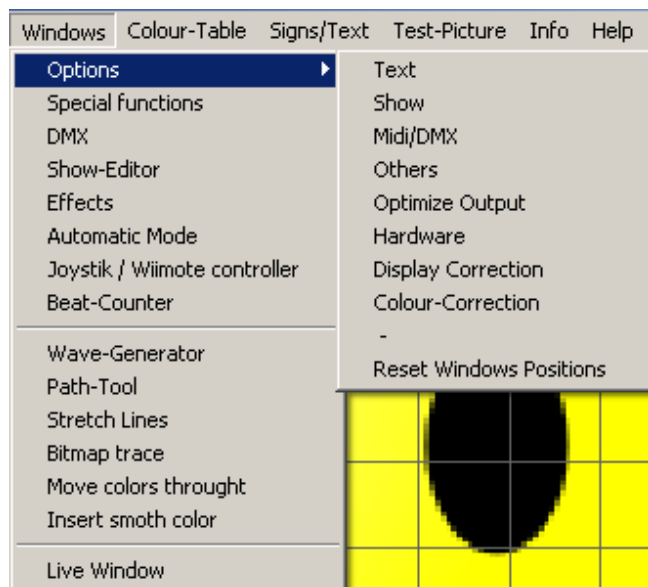 Windows Colour-Table Signs/Text Test-Picture Info Help
Options
Special functions
DMX
Show-Editor
Effects
Automatic Mode
Joystik / Wiimote controller
Beat-Counter
Wave-Generator
Path-Tool
Stretch Lines
Bitmap trace
Move colors throught
Insert smoth color
Live Window
Text
Show
Midi/DMX
Others
Optimize Output
Hardware
Display Correction
Colour-Correction
-
Reset Windows Positions